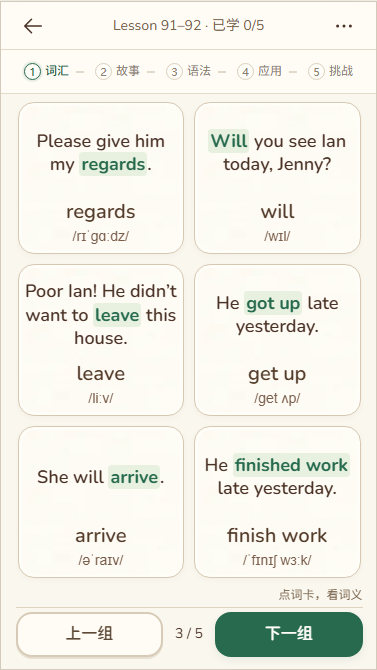 Lesson 91–92 · 已学 0/5
1 词汇 – 2 故事 – 3 语法 – 4 应用 – 5 挑战
Please give him
my regards.
regards
/rɪˈɡɑːdz/
Will you see Ian
today, Jenny?
will
/wɪl/
Poor Ian! He didn’t
want to leave this
house.
leave
/liːv/
He got up late
yesterday.
get up
/ɡet ʌp/
She will arrive.
arrive
/əˈraɪv/
He finished work
late yesterday.
finish work
/ˈfɪnɪʃ wɜːk/
点词卡，看词义
上一组
3 / 5
下一组